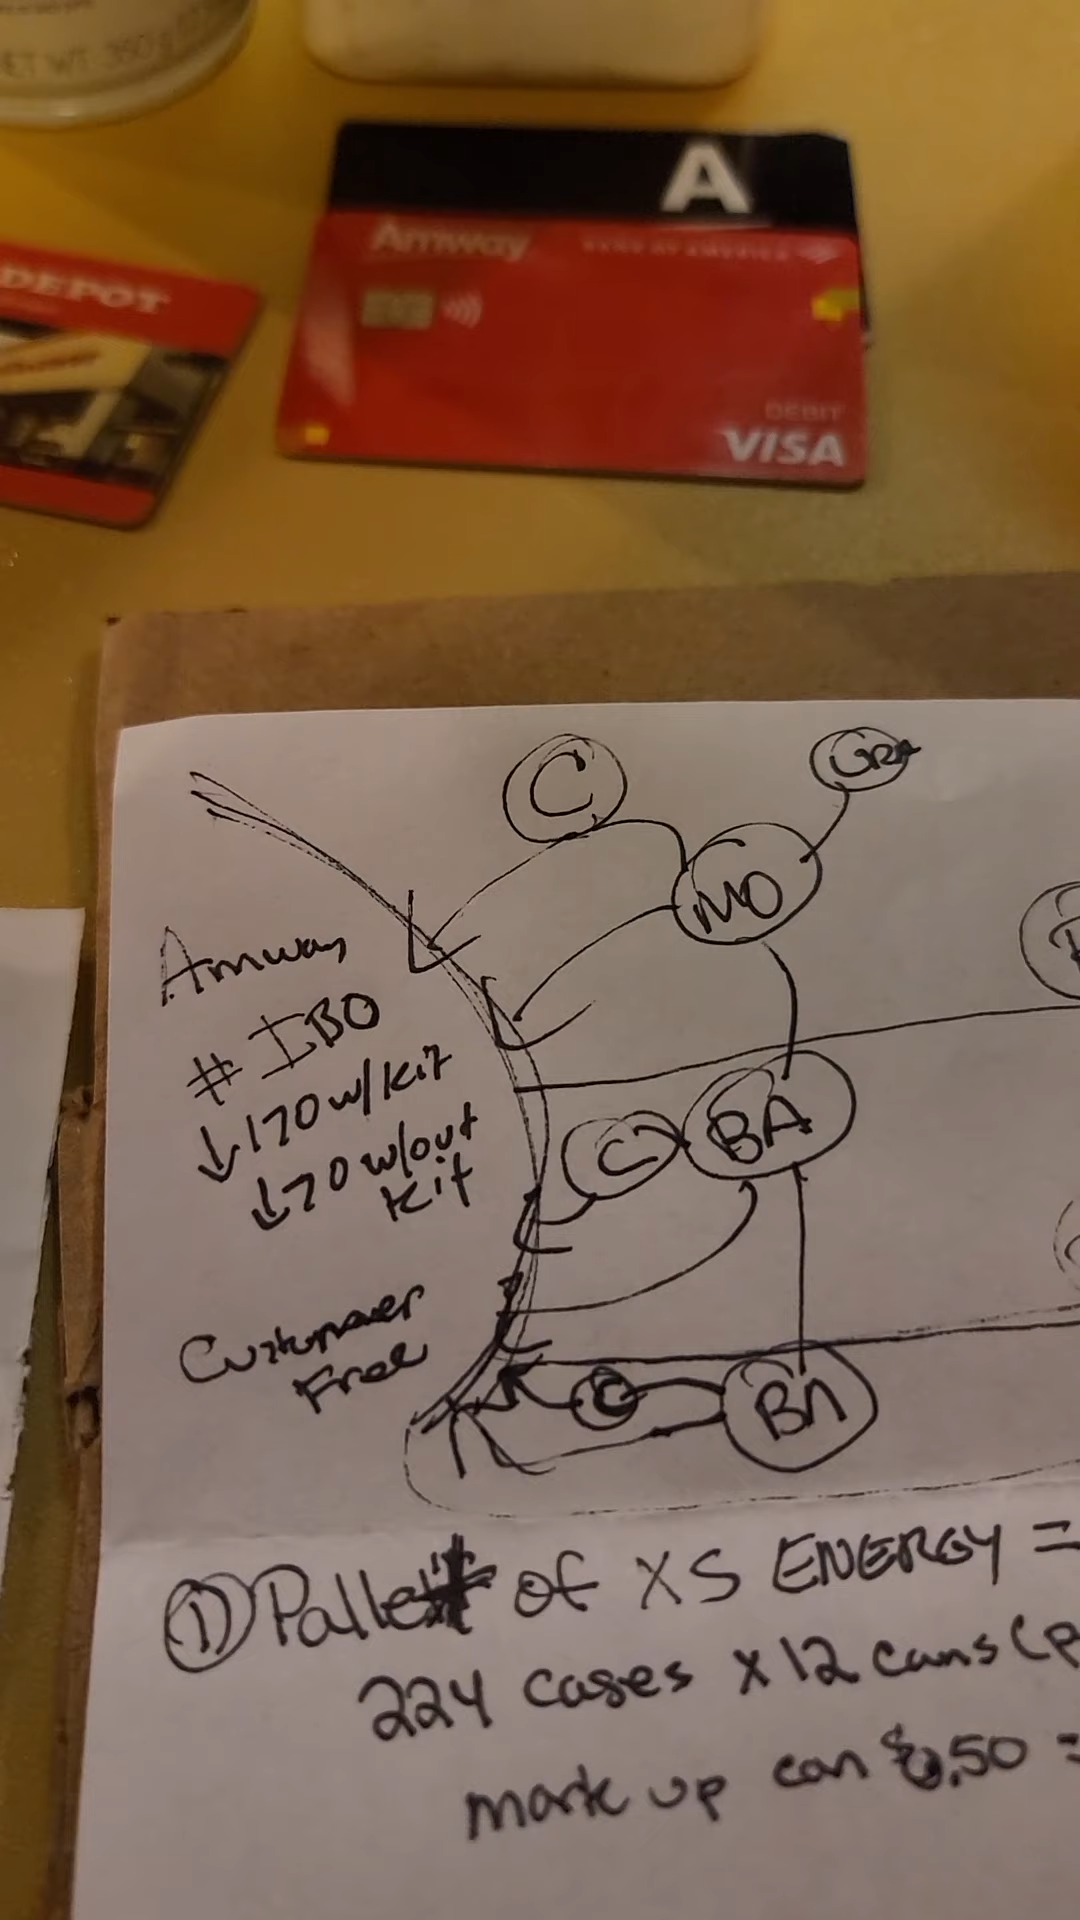 NET WT. 360 g
A
Amway
BANK OF AMERICA
DEPOT
DEBIT
VISA
C
MO
Amway
# IBO
↓170 w/Kit
↓70 w/out
Kit
C
BA
Customer
Free
C
BA
① Pallet of XS ENERGY =
224 cases x 12 cans (p
mark up can $0.50 =